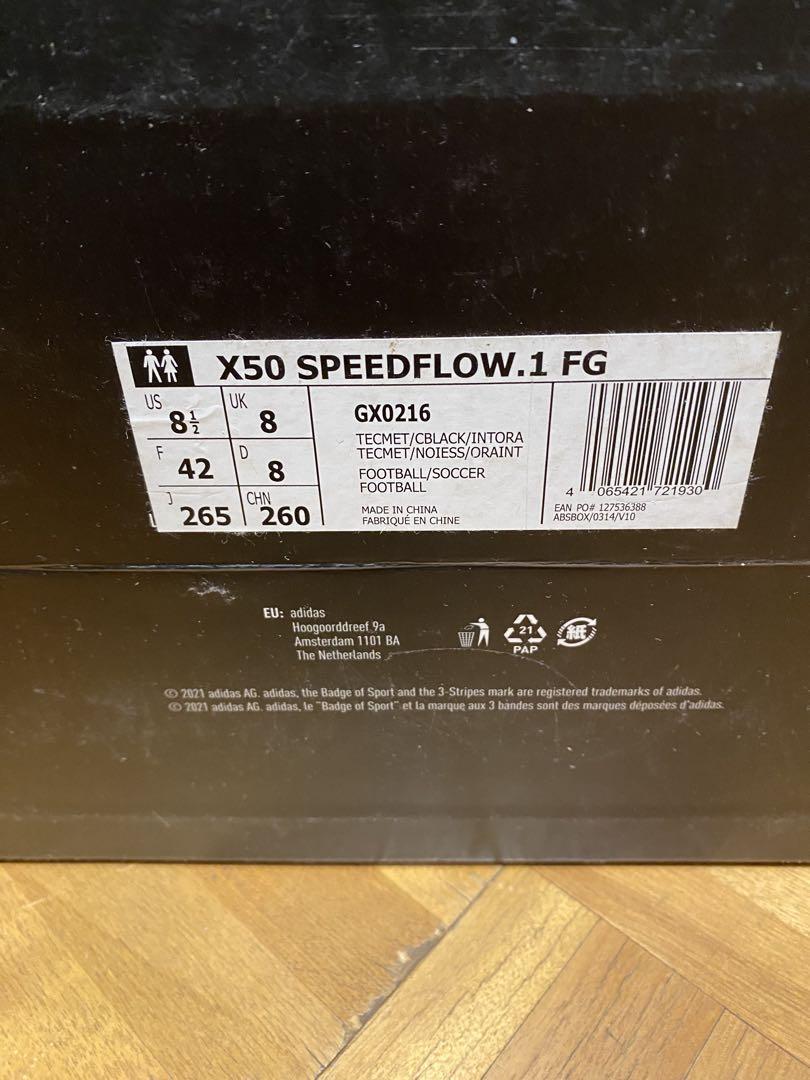 X50 SPEEDFLOW.1 FG
US 8½ UK 8
F 42 D 8
J 265 CHN 260
GX0216
TECMET/CBLACK/INTORA
TECMET/NOIESS/ORAINT
FOOTBALL/SOCCER
FOOTBALL
MADE IN CHINA
FABRIQUÉ EN CHINE
4 065421 721930
EAN PO# 127536388
ABSBOX/0314/V10
EU: adidas
Hoogoorddreef 9a
Amsterdam 1101 BA
The Netherlands
21
PAP
紙
© 2021 adidas AG. adidas, the Badge of Sport and the 3-Stripes mark are registered trademarks of adidas.
© 2021 adidas AG. adidas, le "Badge of Sport" et la marque aux 3 bandes sont des marques déposées d'adidas.